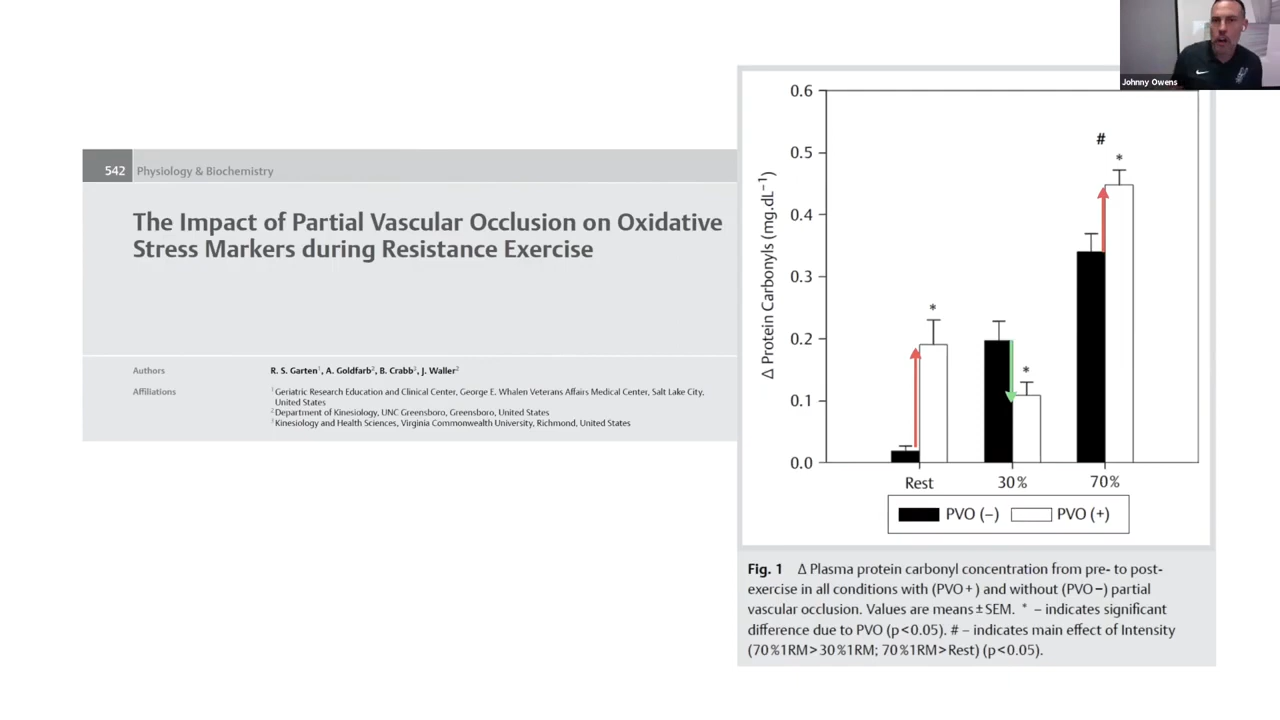 Johnny Owens
542 Physiology & Biochemistry
The Impact of Partial Vascular Occlusion on Oxidative
Stress Markers during Resistance Exercise
Authors R. S. Garten1, A. Goldfarb2, B. Crabb3, J. Waller2
Affiliations 1 Geriatric Research Education and Clinical Center, George E. Whalen Veterans Affairs Medical Center, Salt Lake City,
United States
2 Department of Kinesiology, UNC Greensboro, Greensboro, United States
3 Kinesiology and Health Sciences, Virginia Commonwealth University, Richmond, United States
Δ Protein Carbonyls (mg.dL⁻¹)
0.6
0.5
0.4
0.3
0.2
0.1
0.0
*
*
#
*
Rest 30% 70%
PVO (–) PVO (+)
Fig. 1 Δ Plasma protein carbonyl concentration from pre- to post-
exercise in all conditions with (PVO+) and without (PVO–) partial
vascular occlusion. Values are means ± SEM. * – indicates significant
difference due to PVO (p<0.05). # – indicates main effect of Intensity
(70%1RM>30%1RM; 70%1RM>Rest) (p<0.05).